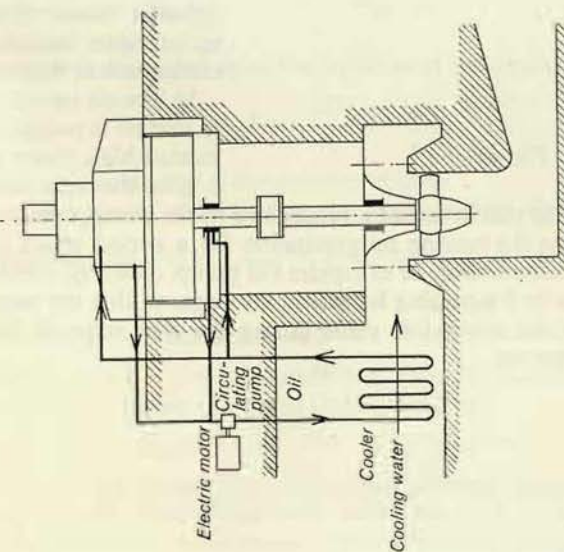 Electric motor
Circu-
lating pump
Oil
Cooler
Cooling water